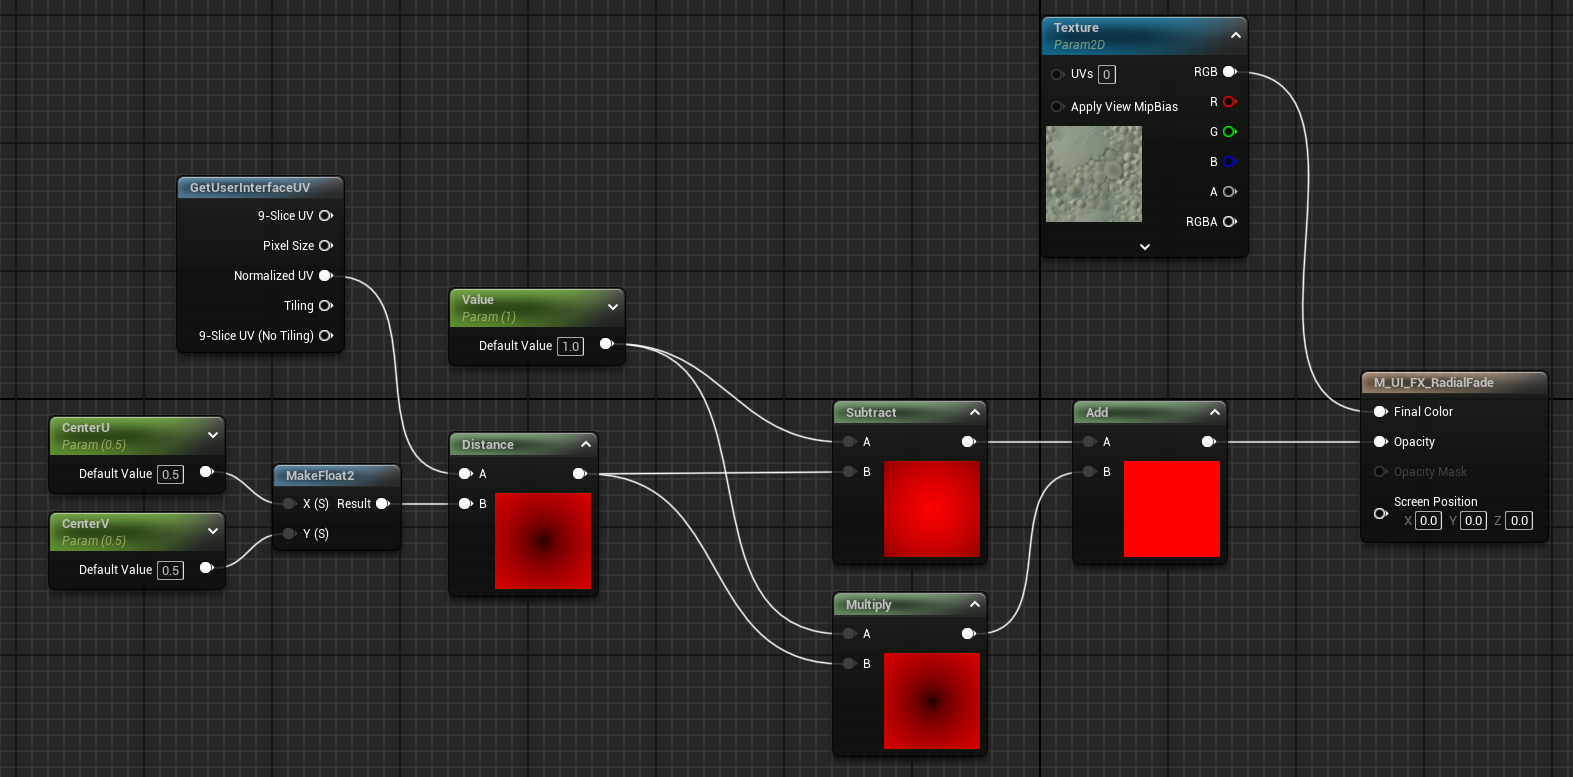 Texture
Param2D
UVs 0
RGB
R
Apply View MipBias
G
B
A
RGBA
GetUserInterfaceUV
9-Slice UV
Pixel Size
Normalized UV
Tiling
9-Slice UV (No Tiling)
Value
Param (1)
Default Value 1.0
CenterU
Param (0.5)
Default Value 0.5
CenterV
Param (0.5)
Default Value 0.5
MakeFloat2
X (S) Result
Y (S)
Distance
A
B
Subtract
A
B
Multiply
A
B
Add
A
B
M_UI_FX_RadialFade
Final Color
Opacity
Opacity Mask
Screen Position
X 0.0 Y 0.0 Z 0.0